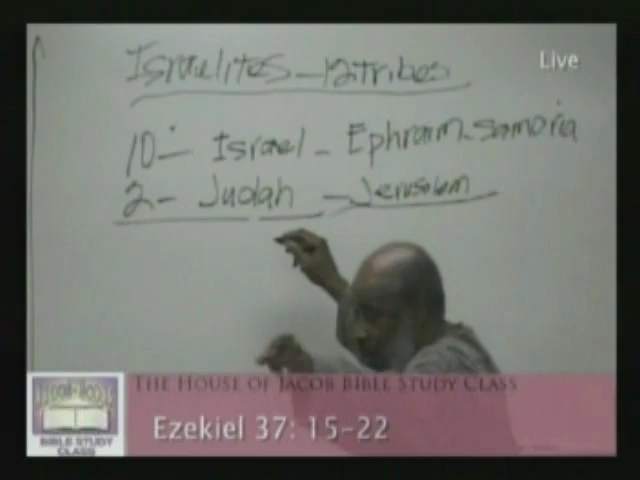 Israelites - 12 tribes
Live
10 - Israel - Ephraim - Samaria
2 - Judah - Jerusalem
THE HOUSE OF JACOB BIBLE STUDY CLASS
Ezekiel 37: 15-22
BIBLE STUDY
CLASS